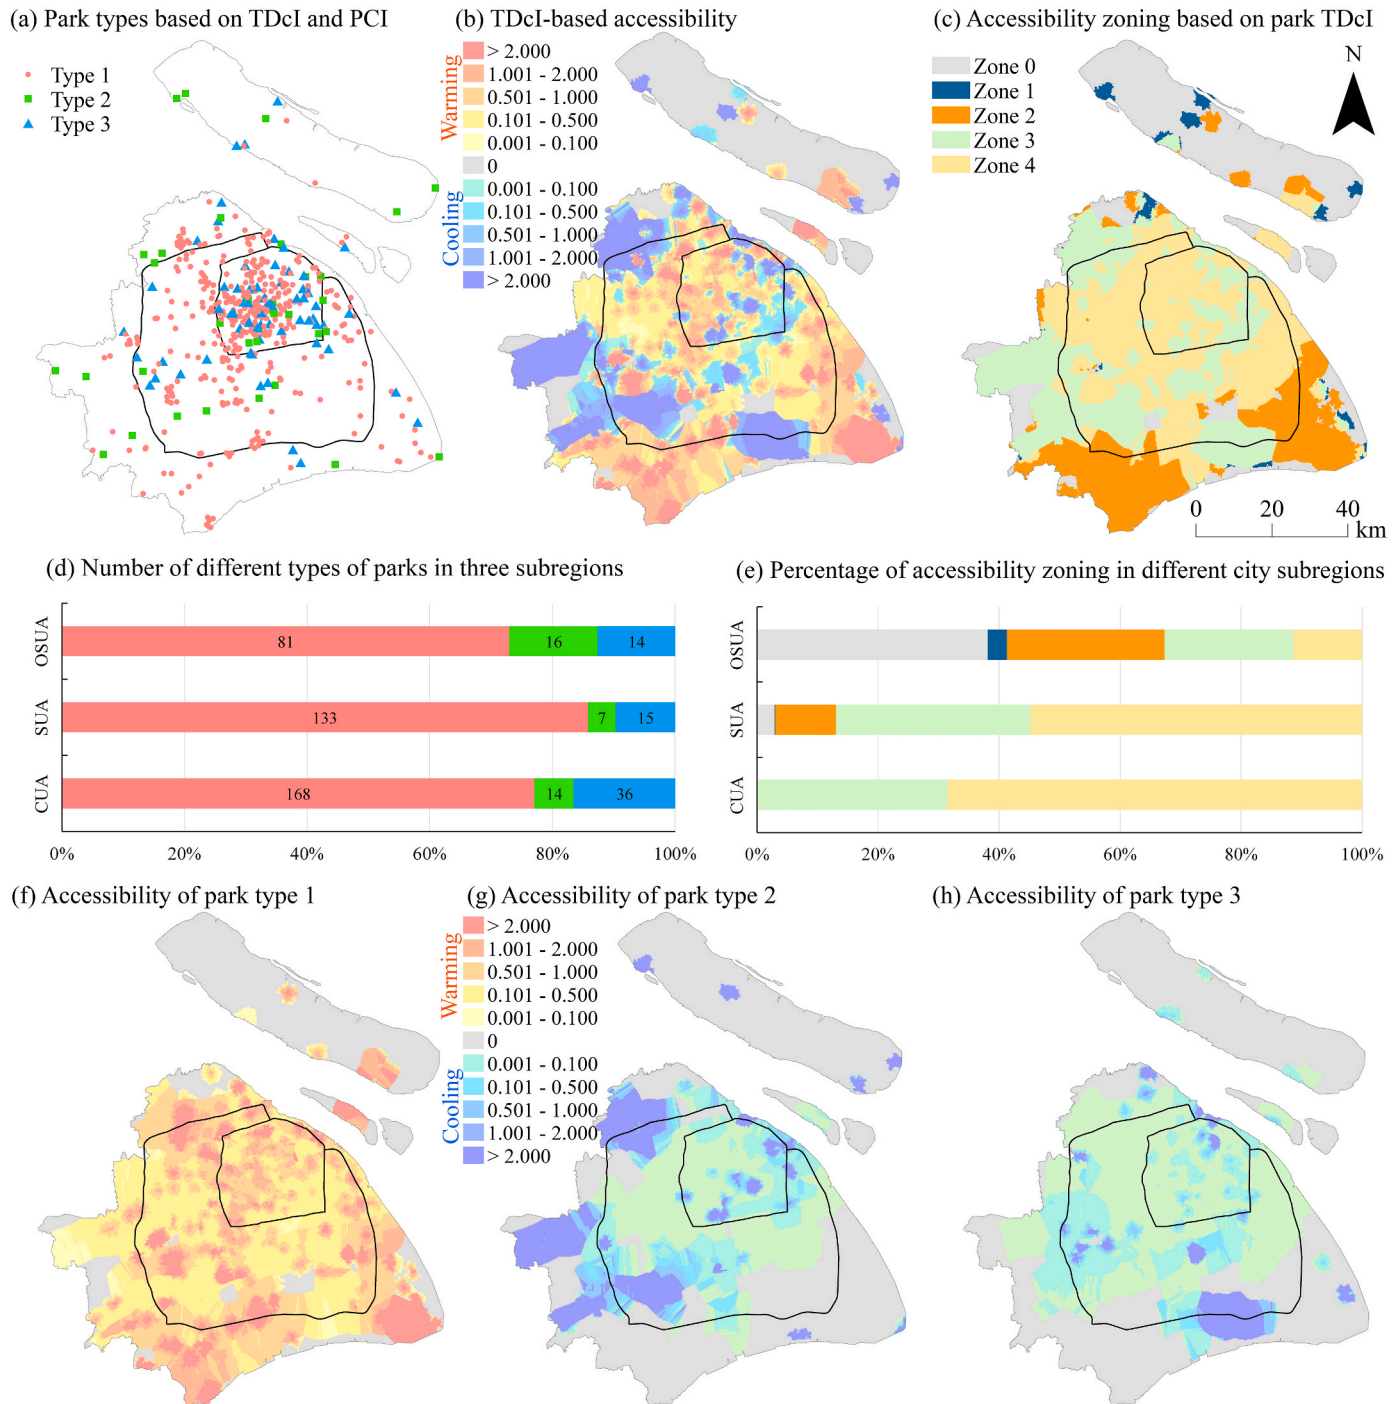 (a) Park types based on TDcI and PCI
Type 1
Type 2
Type 3
(b) TDcI-based accessibility
Warming
> 2.000
1.001 - 2.000
0.501 - 1.000
0.101 - 0.500
0.001 - 0.100
0
Cooling
0.001 - 0.100
0.101 - 0.500
0.501 - 1.000
1.001 - 2.000
> 2.000
(c) Accessibility zoning based on park TDcI
Zone 0
Zone 1
Zone 2
Zone 3
Zone 4
N
0 20 40
km
(d) Number of different types of parks in three subregions
OSUA 81 16 14
SUA 133 7 15
CUA 168 14 36
0% 20% 40% 60% 80% 100%
(e) Percentage of accessibility zoning in different city subregions
OSUA
SUA
CUA
0% 20% 40% 60% 80% 100%
(f) Accessibility of park type 1
(g) Accessibility of park type 2
Warming
> 2.000
1.001 - 2.000
0.501 - 1.000
0.101 - 0.500
0.001 - 0.100
0
Cooling
0.001 - 0.100
0.101 - 0.500
0.501 - 1.000
1.001 - 2.000
> 2.000
(h) Accessibility of park type 3